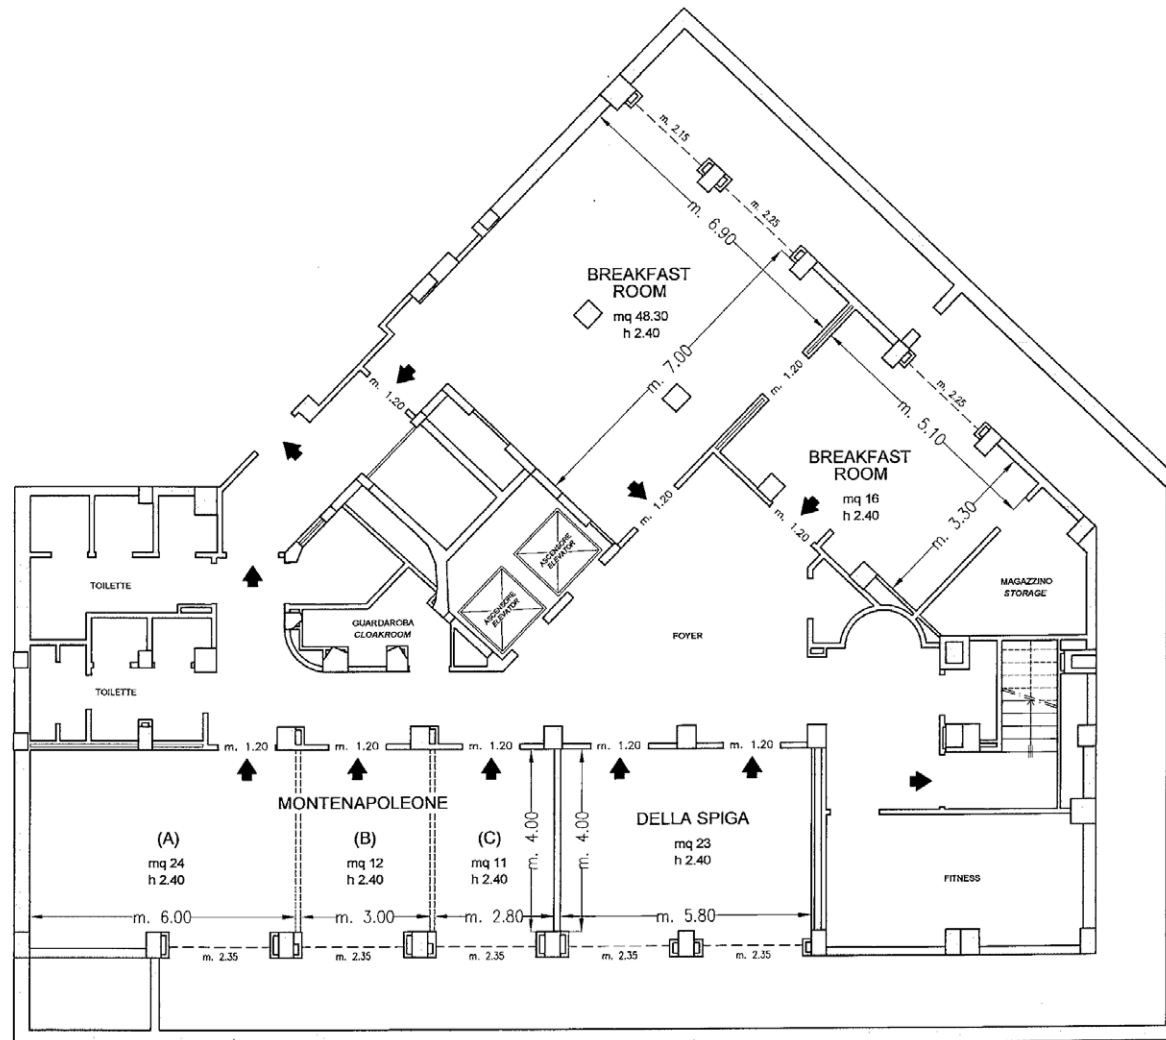 m. 2.15
m. 2.25
m. 6.90
BREAKFAST
ROOM
mq 48.30
h 2.40
m. 7.00
m. 1.20
m. 1.20
m. 2.25
m. 5.10
BREAKFAST
ROOM
mq 16
h 2.40
m. 3.30
m. 1.20
m. 1.20
ASCENSORE
ELEVATOR
ASCENSORE
ELEVATOR
TOILETTE
MAGAZZINO
STORAGE
GUARDAROBA
CLOAKROOM
FOYER
TOILETTE
m. 1.20
m. 1.20
m. 1.20
m. 1.20
m. 1.20
MONTENAPOLEONE
(A)
mq 24
h 2.40
(B)
mq 12
h 2.40
(C)
mq 11
h 2.40
m. 4.00
m. 4.00
DELLA SPIGA
mq 23
h 2.40
FITNESS
m. 6.00
m. 3.00
m. 2.80
m. 5.80
m. 2.35
m. 2.35
m. 2.35
m. 2.35
m. 2.35